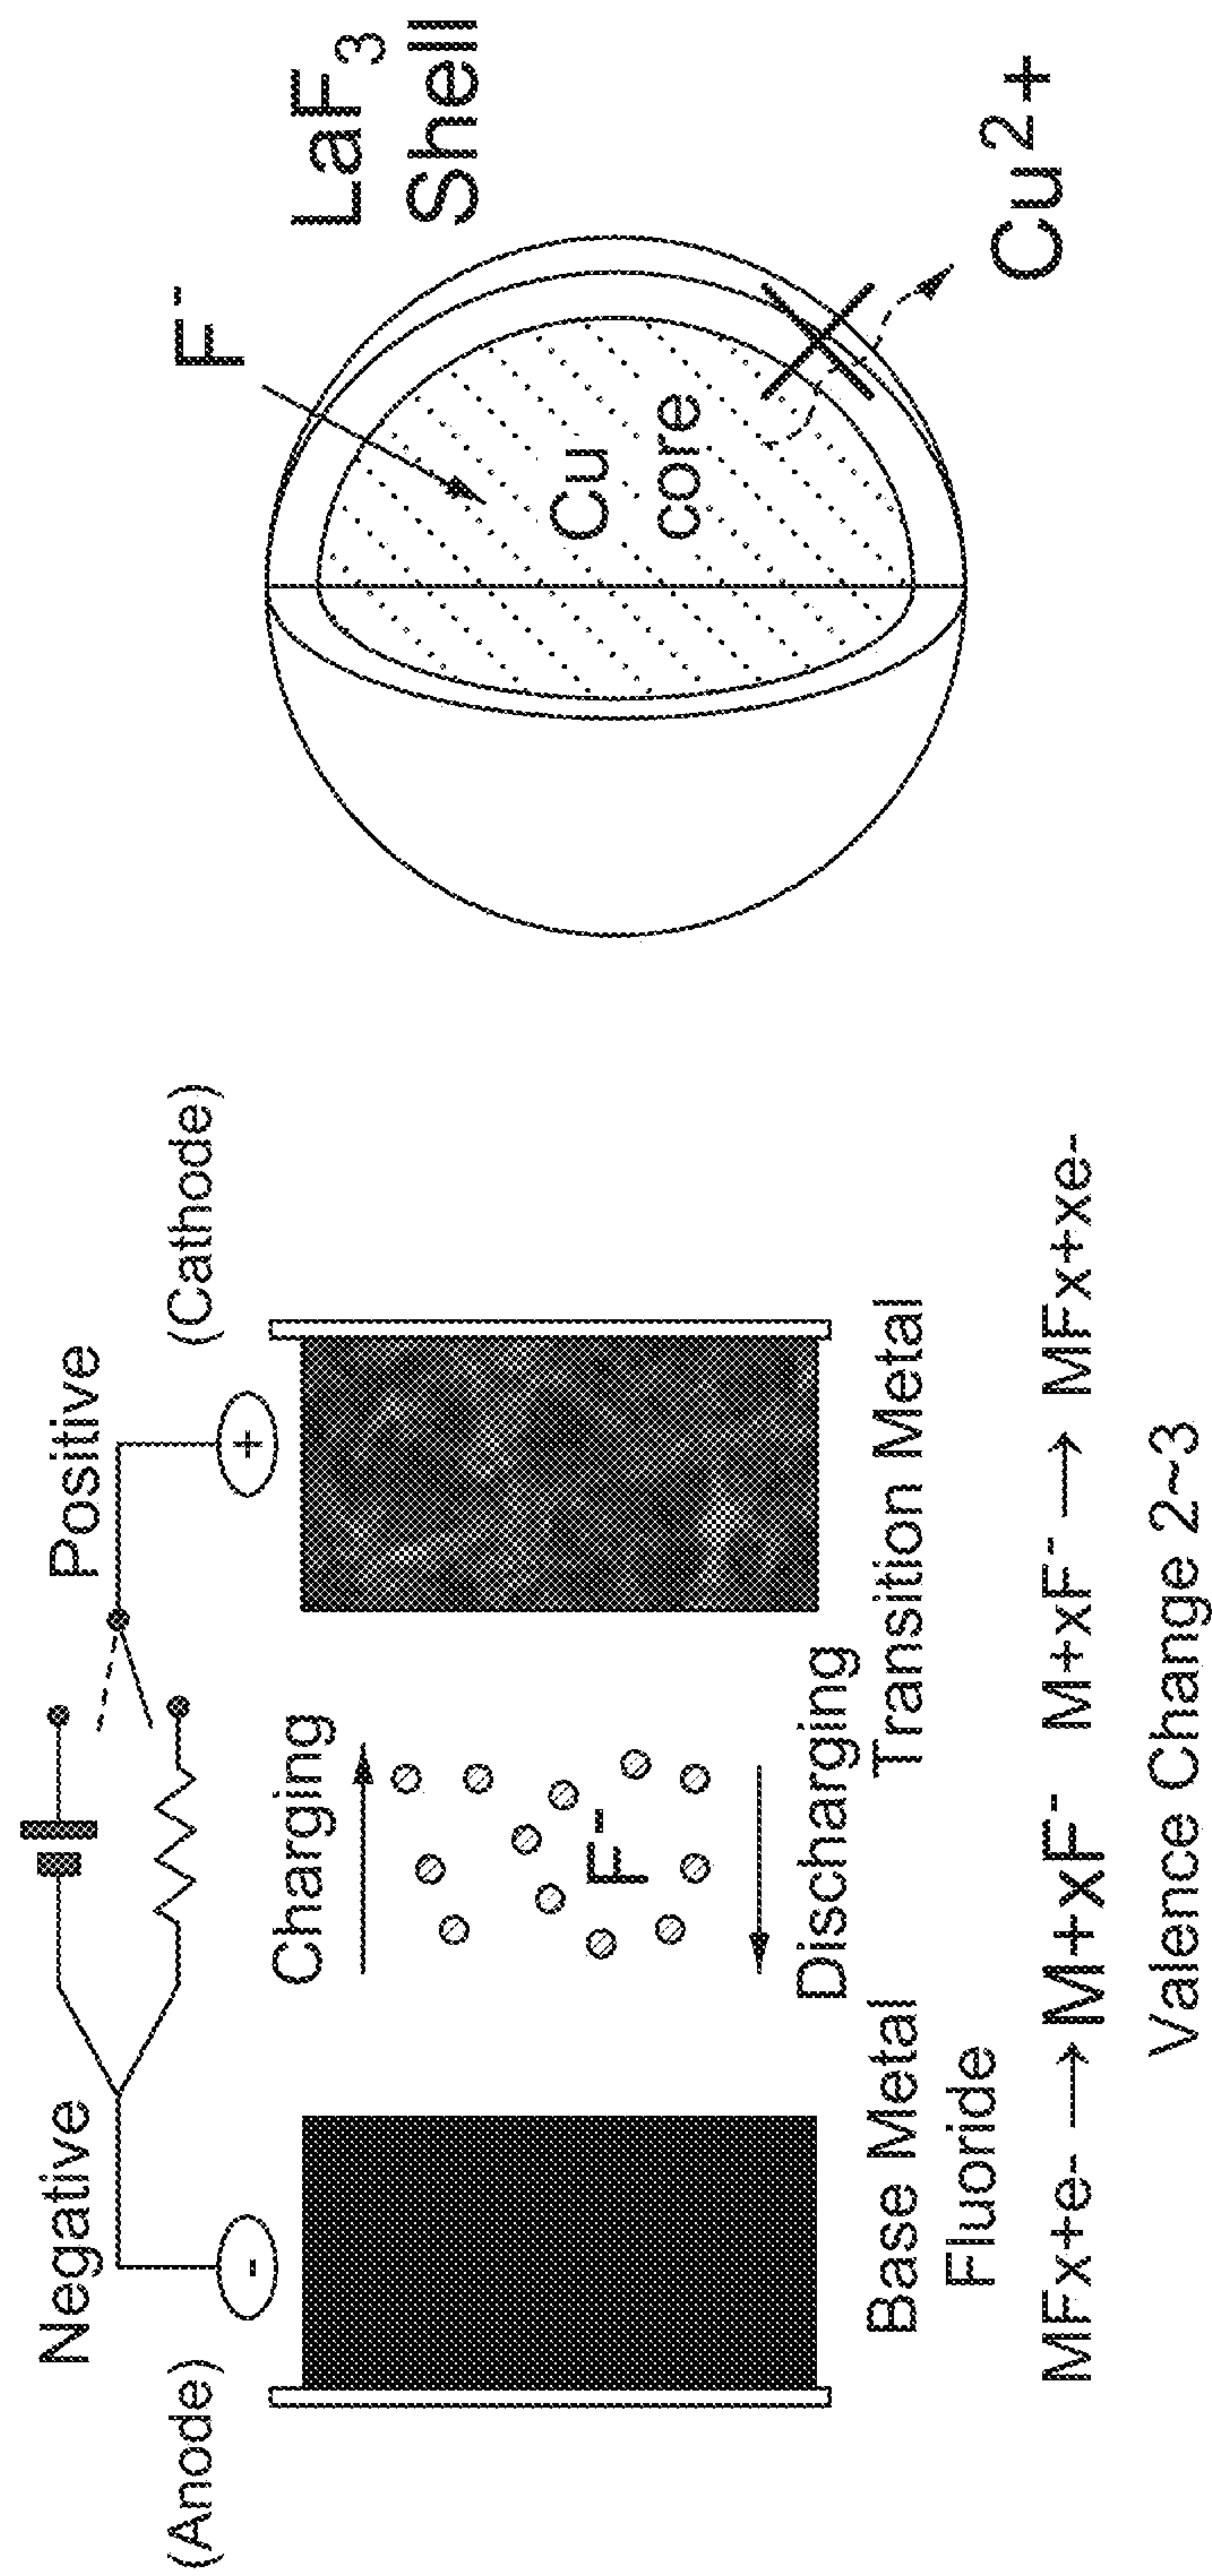 Negative
Positive
(Anode)
(Cathode)
-
+
Charging
F-
Discharging
Base Metal
Fluoride
Transition Metal
MFx+e- → M+xF-
M+xF- → MFx+xe-
Valence Change 2~3
F-
LaF3
Shell
Cu
core
Cu2+